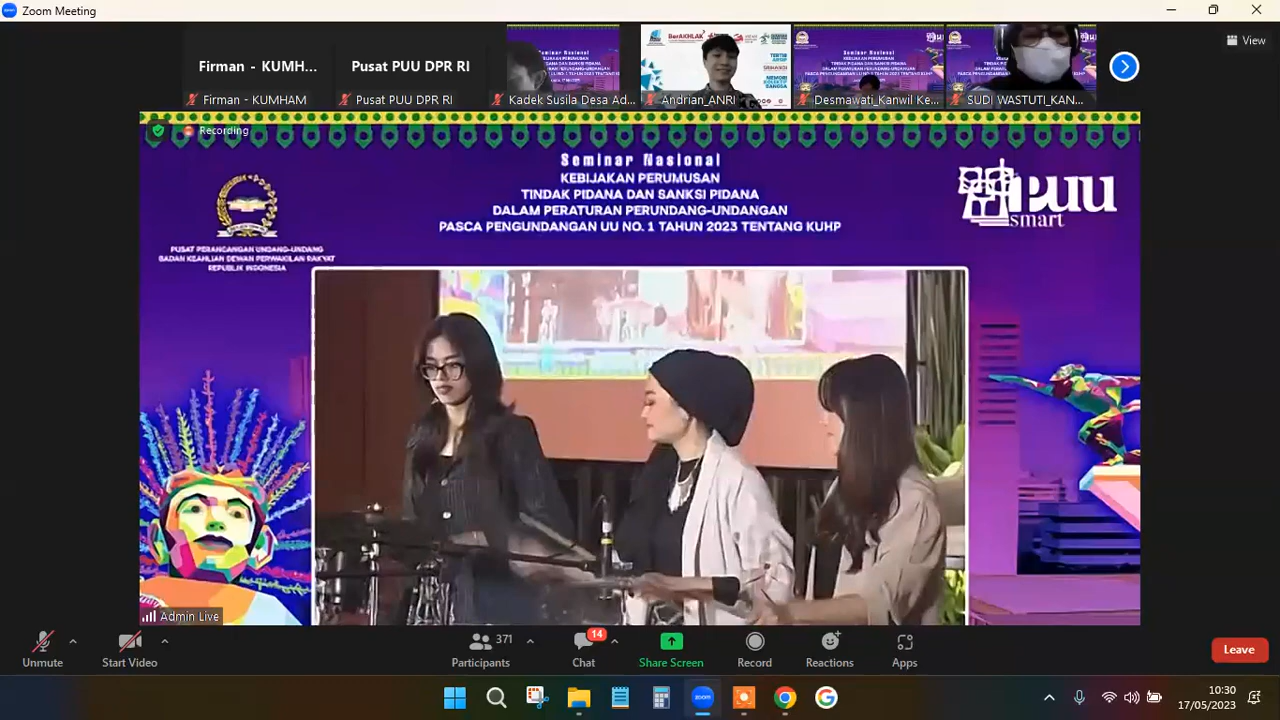 Zoom Meeting
Firman - KUMH...
Pusat PUU DPR RI
View
Firman - KUMHAM
Pusat PUU DPR RI
Kadek Susila Desa Ad...
Andrian_ANRI
Desmawati_Kanwil Ke...
SUDI WASTUTI_KAN...
BerAKHLAK
Recording
Seminar Nasional
KEBIJAKAN PERUMUSAN
TINDAK PIDANA DAN SANKSI PIDANA
DALAM PERATURAN PERUNDANG-UNDANGAN
PASCA PENGUNDANGAN UU NO. 1 TAHUN 2023 TENTANG KUHP
PUSAT PERANCANGAN UNDANG-UNDANG
BADAN KEAHLIAN DEWAN PERWAKILAN RAKYAT
REPUBLIK INDONESIA
PUU
smart
Admin Live
371
14
Unmute
Start Video
Participants
Chat
Share Screen
Record
Reactions
Apps
Leave
10:30
17/05/2023